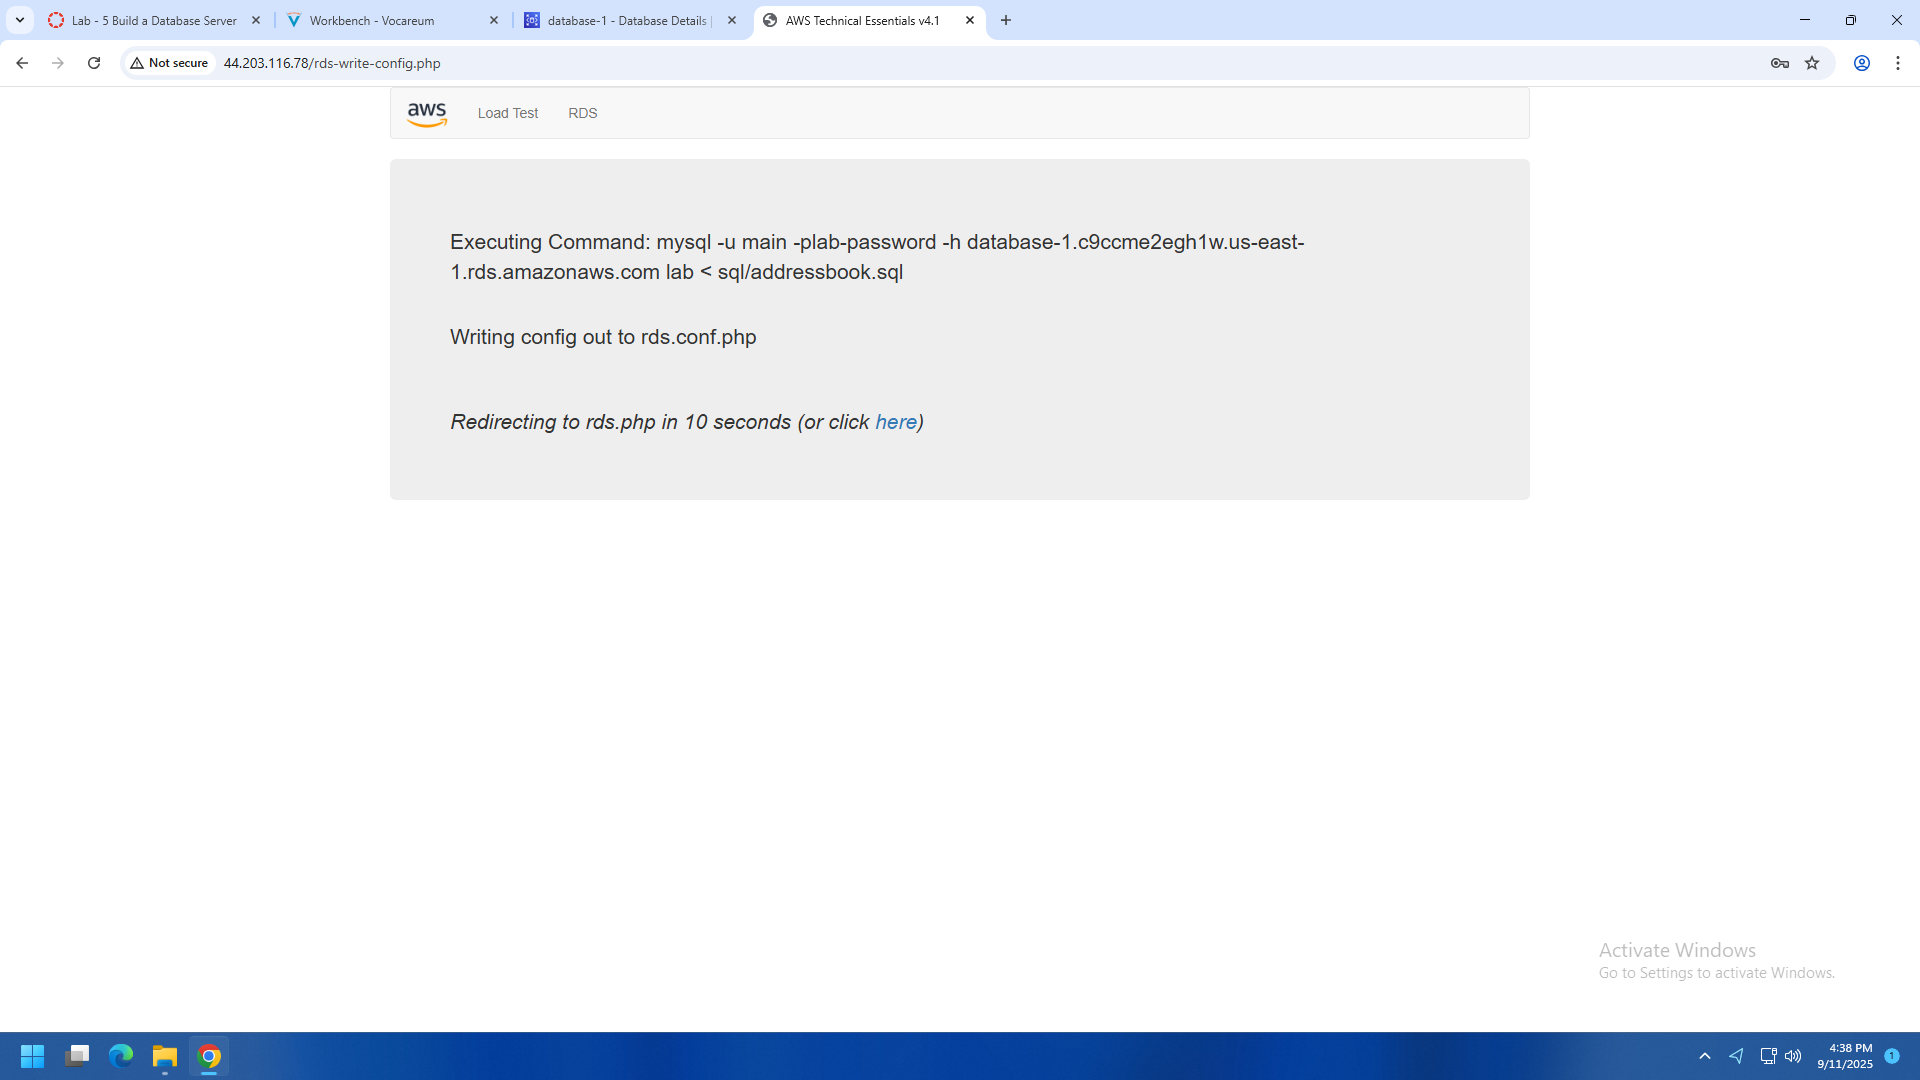 Lab - 5 Build a Database Server
Workbench - Vocareum
database-1 - Database Details |
AWS Technical Essentials v4.1
Not secure
44.203.116.78/rds-write-config.php
aws
Load Test
RDS
Executing Command: mysql -u main -plab-password -h database-1.c9ccme2egh1w.us-east-
1.rds.amazonaws.com lab < sql/addressbook.sql
Writing config out to rds.conf.php
Redirecting to rds.php in 10 seconds (or click here)
Activate Windows
Go to Settings to activate Windows.
4:38 PM
9/11/2025
1